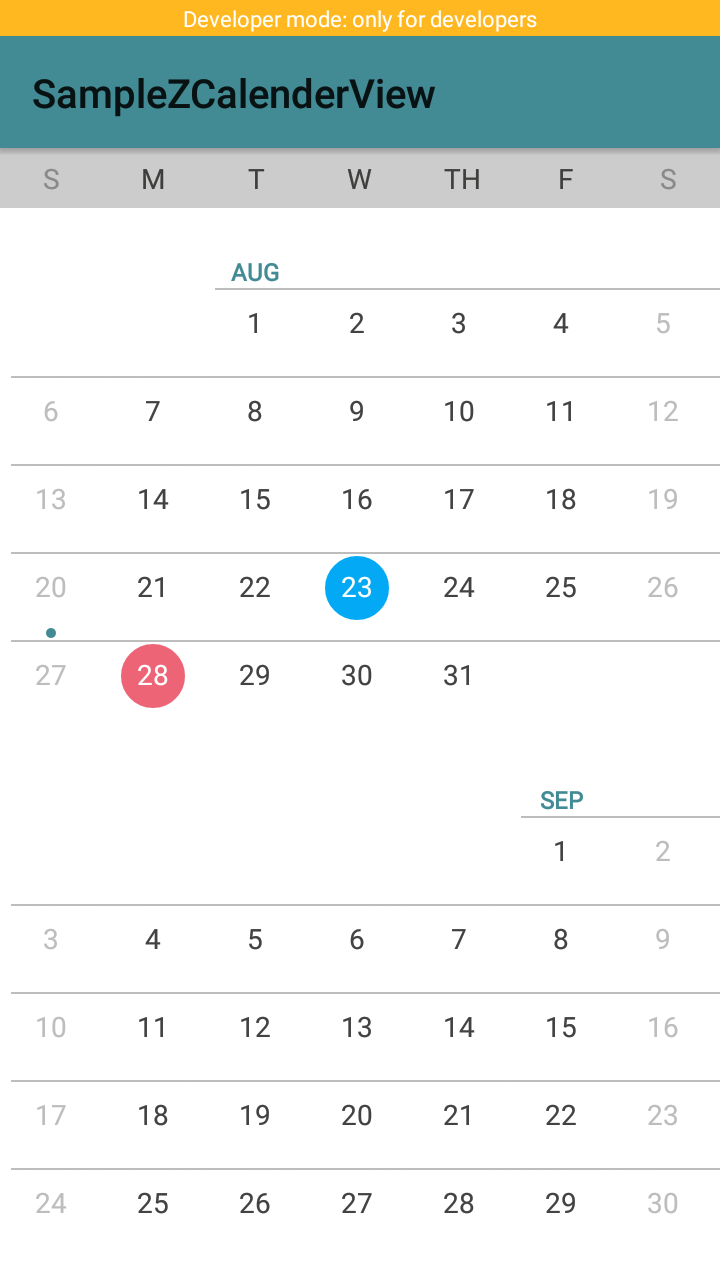 Developer mode: only for developers
SampleZCalenderView
S M T W TH F S
AUG
1 2 3 4 5
6 7 8 9 10 11 12
13 14 15 16 17 18 19
20 21 22 23 24 25 26
27 28 29 30 31
SEP
1 2
3 4 5 6 7 8 9
10 11 12 13 14 15 16
17 18 19 20 21 22 23
24 25 26 27 28 29 30